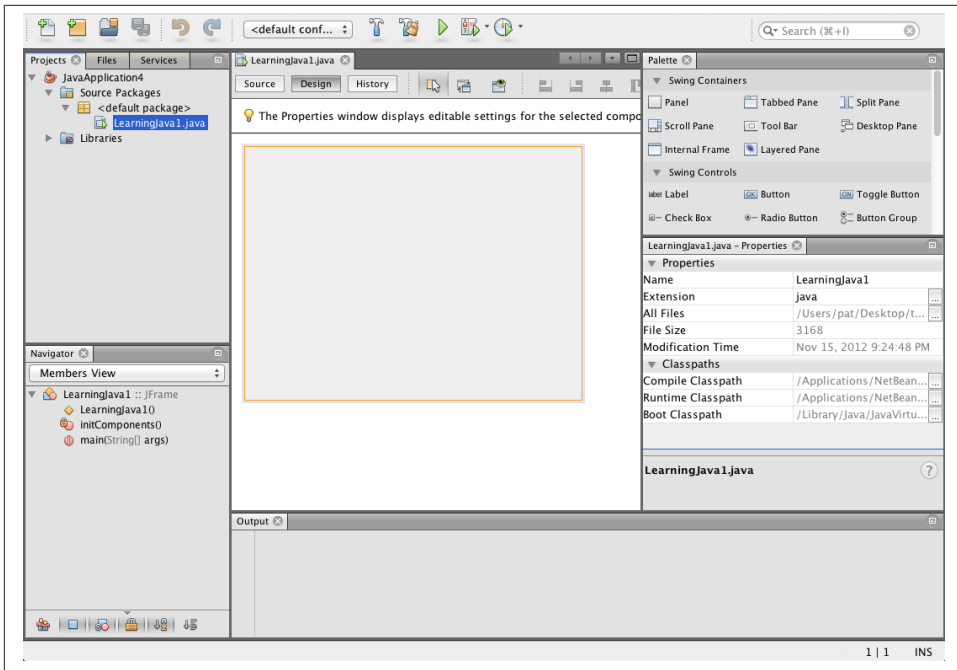 <default conf...
Search (⌘+I)
Projects
Files
Services
JavaApplication4
Source Packages
<default package>
LearningJava1.java
Libraries
LearningJava1.java
Source
Design
History
The Properties window displays editable settings for the selected compo
Palette
Swing Containers
Panel
Tabbed Pane
Split Pane
Scroll Pane
Tool Bar
Desktop Pane
Internal Frame
Layered Pane
Swing Controls
label Label
OK Button
ON Toggle Button
Check Box
Radio Button
Button Group
LearningJava1.java - Properties
Properties
Name LearningJava1
Extension java ...
All Files /Users/pat/Desktop/t... ...
File Size 3168
Modification Time Nov 15, 2012 9:24:48 PM
Classpaths
Compile Classpath /Applications/NetBean... ...
Runtime Classpath /Applications/NetBean... ...
Boot Classpath /Library/Java/JavaVirtu... ...
LearningJava1.java
?
Navigator
Members View
LearningJava1 :: JFrame
LearningJava1()
initComponents()
main(String[] args)
Output
1 | 1 INS